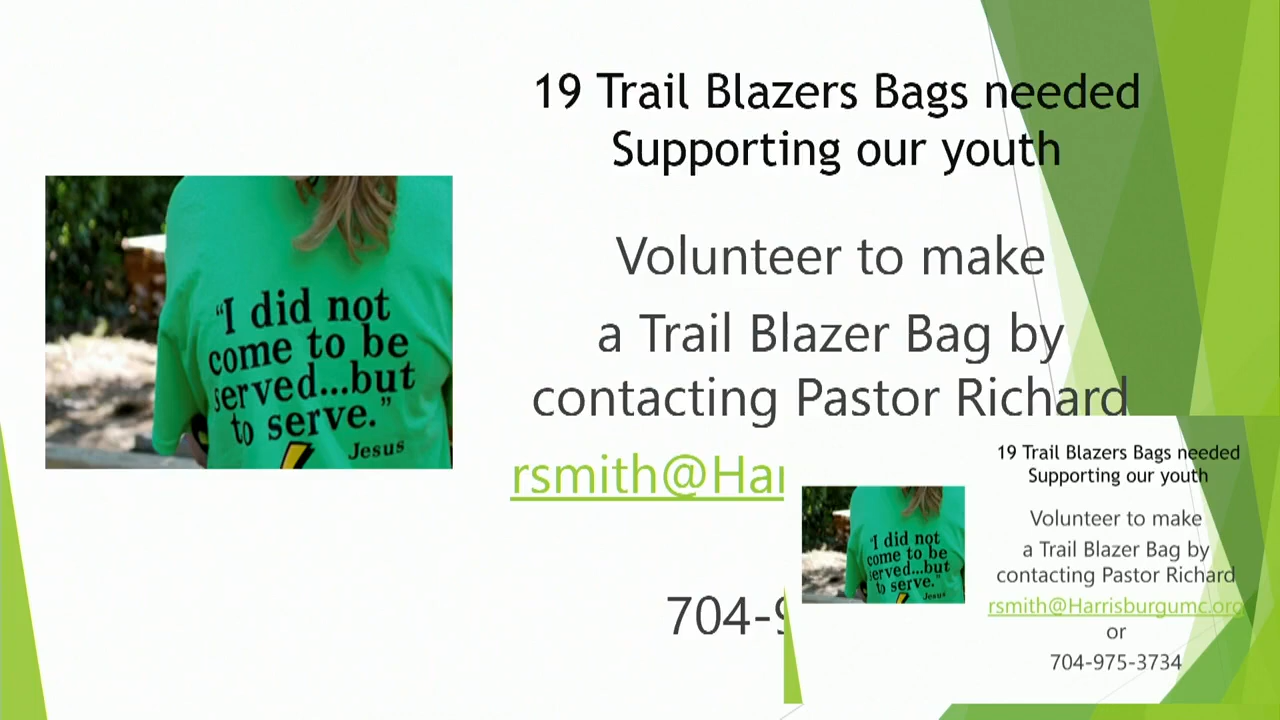 19 Trail Blazers Bags needed
Supporting our youth
Volunteer to make
a Trail Blazer Bag by
contacting Pastor Richard
rsmith@Har
704-9
"I did not
come to be
served...but
to serve."
Jesus
19 Trail Blazers Bags needed
Supporting our youth
Volunteer to make
a Trail Blazer Bag by
contacting Pastor Richard
rsmith@Harrisburgumc.org
or
704-975-3734
"I did not
come to be
served...but
to serve."
Jesus